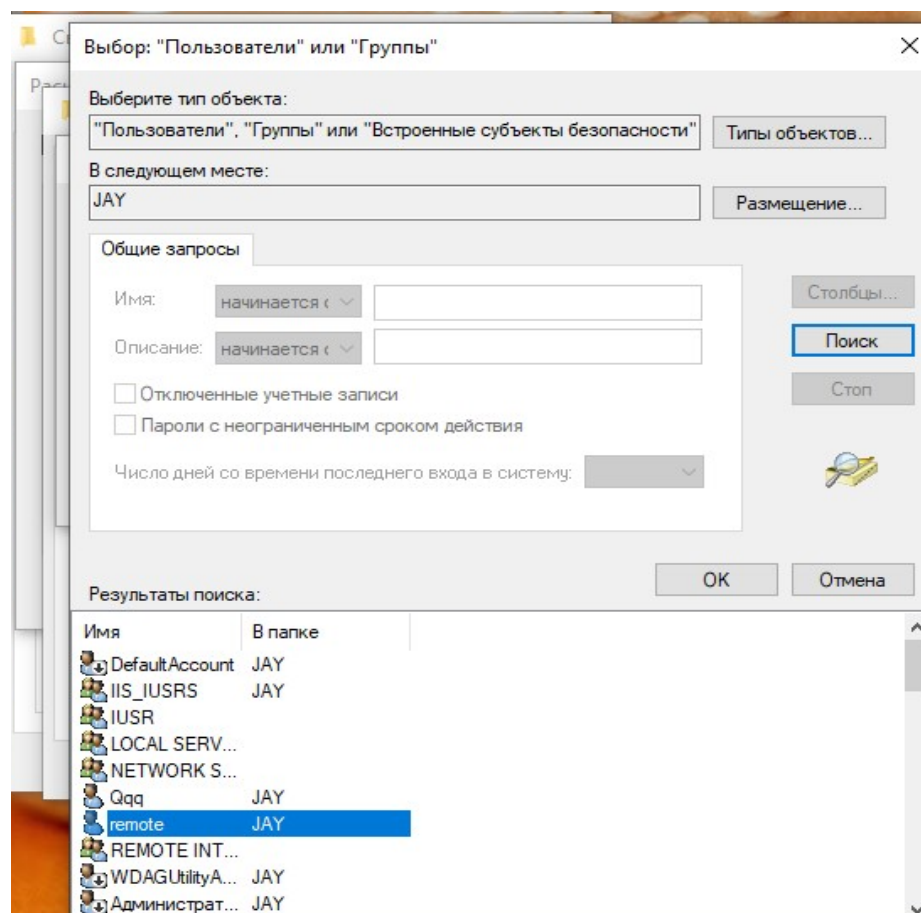 Выбор: "Пользователи" или "Группы"
Выберите тип объекта:
"Пользователи", "Группы" или "Встроенные субъекты безопасности"
Типы объектов...
В следующем месте:
JAY
Размещение...
Общие запросы
Имя:
начинается с
Столбцы...
Поиск
Описание:
начинается с
Стоп
Отключенные учетные записи
Пароли с неограниченным сроком действия
Число дней со времени последнего входа в систему:
OK
Отмена
Результаты поиска:
Имя В папке
DefaultAccount JAY
IIS_IUSRS JAY
IUSR
LOCAL SERV...
NETWORK S...
Qqq JAY
remote JAY
REMOTE INT...
WDAGUtilityA... JAY
Администрат... JAY